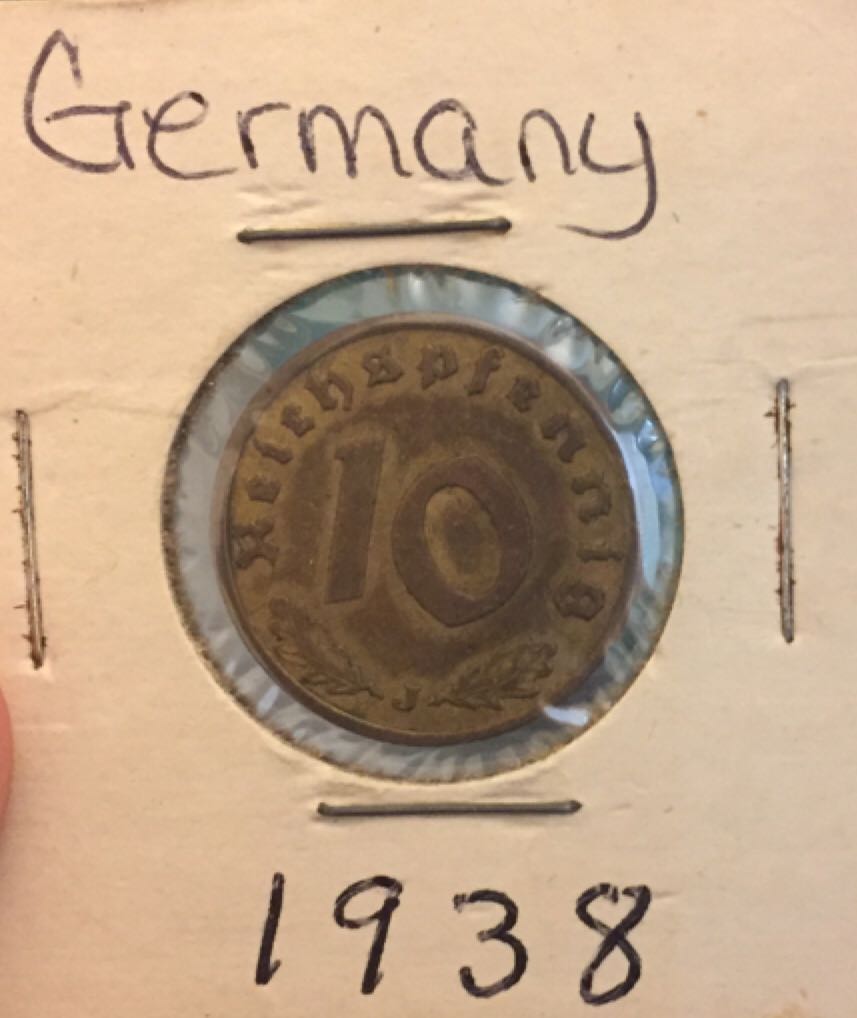 Germany
Reichspfennig
10
J
1938